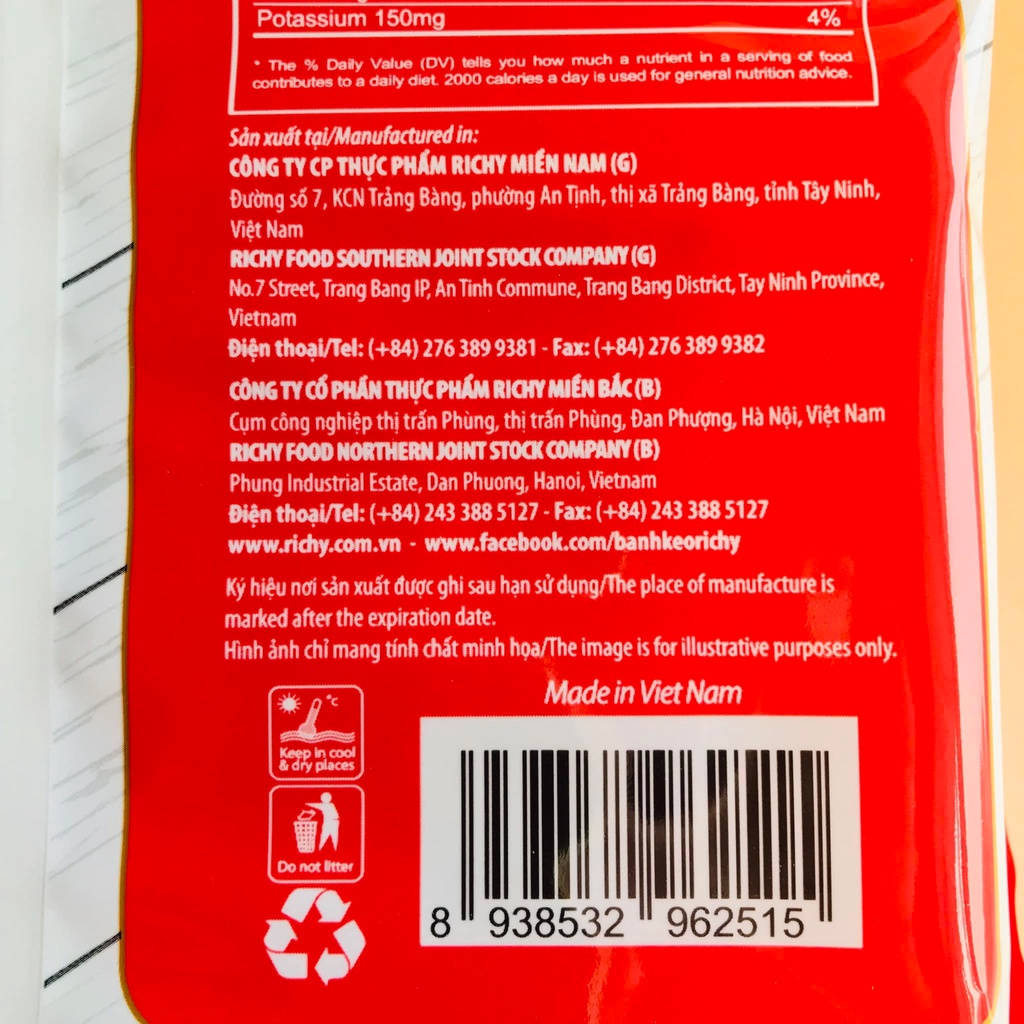 Potassium 150mg 4%
* The % Daily Value (DV) tells you how much a nutrient in a serving of food
contributes to a daily diet. 2000 calories a day is used for general nutrition advice.
Sản xuất tại/Manufactured in:
CÔNG TY CP THỰC PHẨM RICHY MIỀN NAM (G)
Đường số 7, KCN Trảng Bàng, phường An Tịnh, thị xã Trảng Bàng, tỉnh Tây Ninh,
Việt Nam
RICHY FOOD SOUTHERN JOINT STOCK COMPANY (G)
No.7 Street, Trang Bang IP, An Tinh Commune, Trang Bang District, Tay Ninh Province,
Vietnam
Điện thoại/Tel: (+84) 276 389 9381 - Fax: (+84) 276 389 9382
CÔNG TY CỔ PHẦN THỰC PHẨM RICHY MIỀN BẮC (B)
Cụm công nghiệp thị trấn Phùng, thị trấn Phùng, Đan Phượng, Hà Nội, Việt Nam
RICHY FOOD NORTHERN JOINT STOCK COMPANY (B)
Phung Industrial Estate, Dan Phuong, Hanoi, Vietnam
Điện thoại/Tel: (+84) 243 388 5127 - Fax: (+84) 243 388 5127
www.richy.com.vn - www.facebook.com/banhkeorichy
Ký hiệu nơi sản xuất được ghi sau hạn sử dụng/The place of manufacture is
marked after the expiration date.
Hình ảnh chỉ mang tính chất minh họa/The image is for illustrative purposes only.
Made in Viet Nam
°C
Keep in cool
& dry places
Do not litter
8 938532 962515